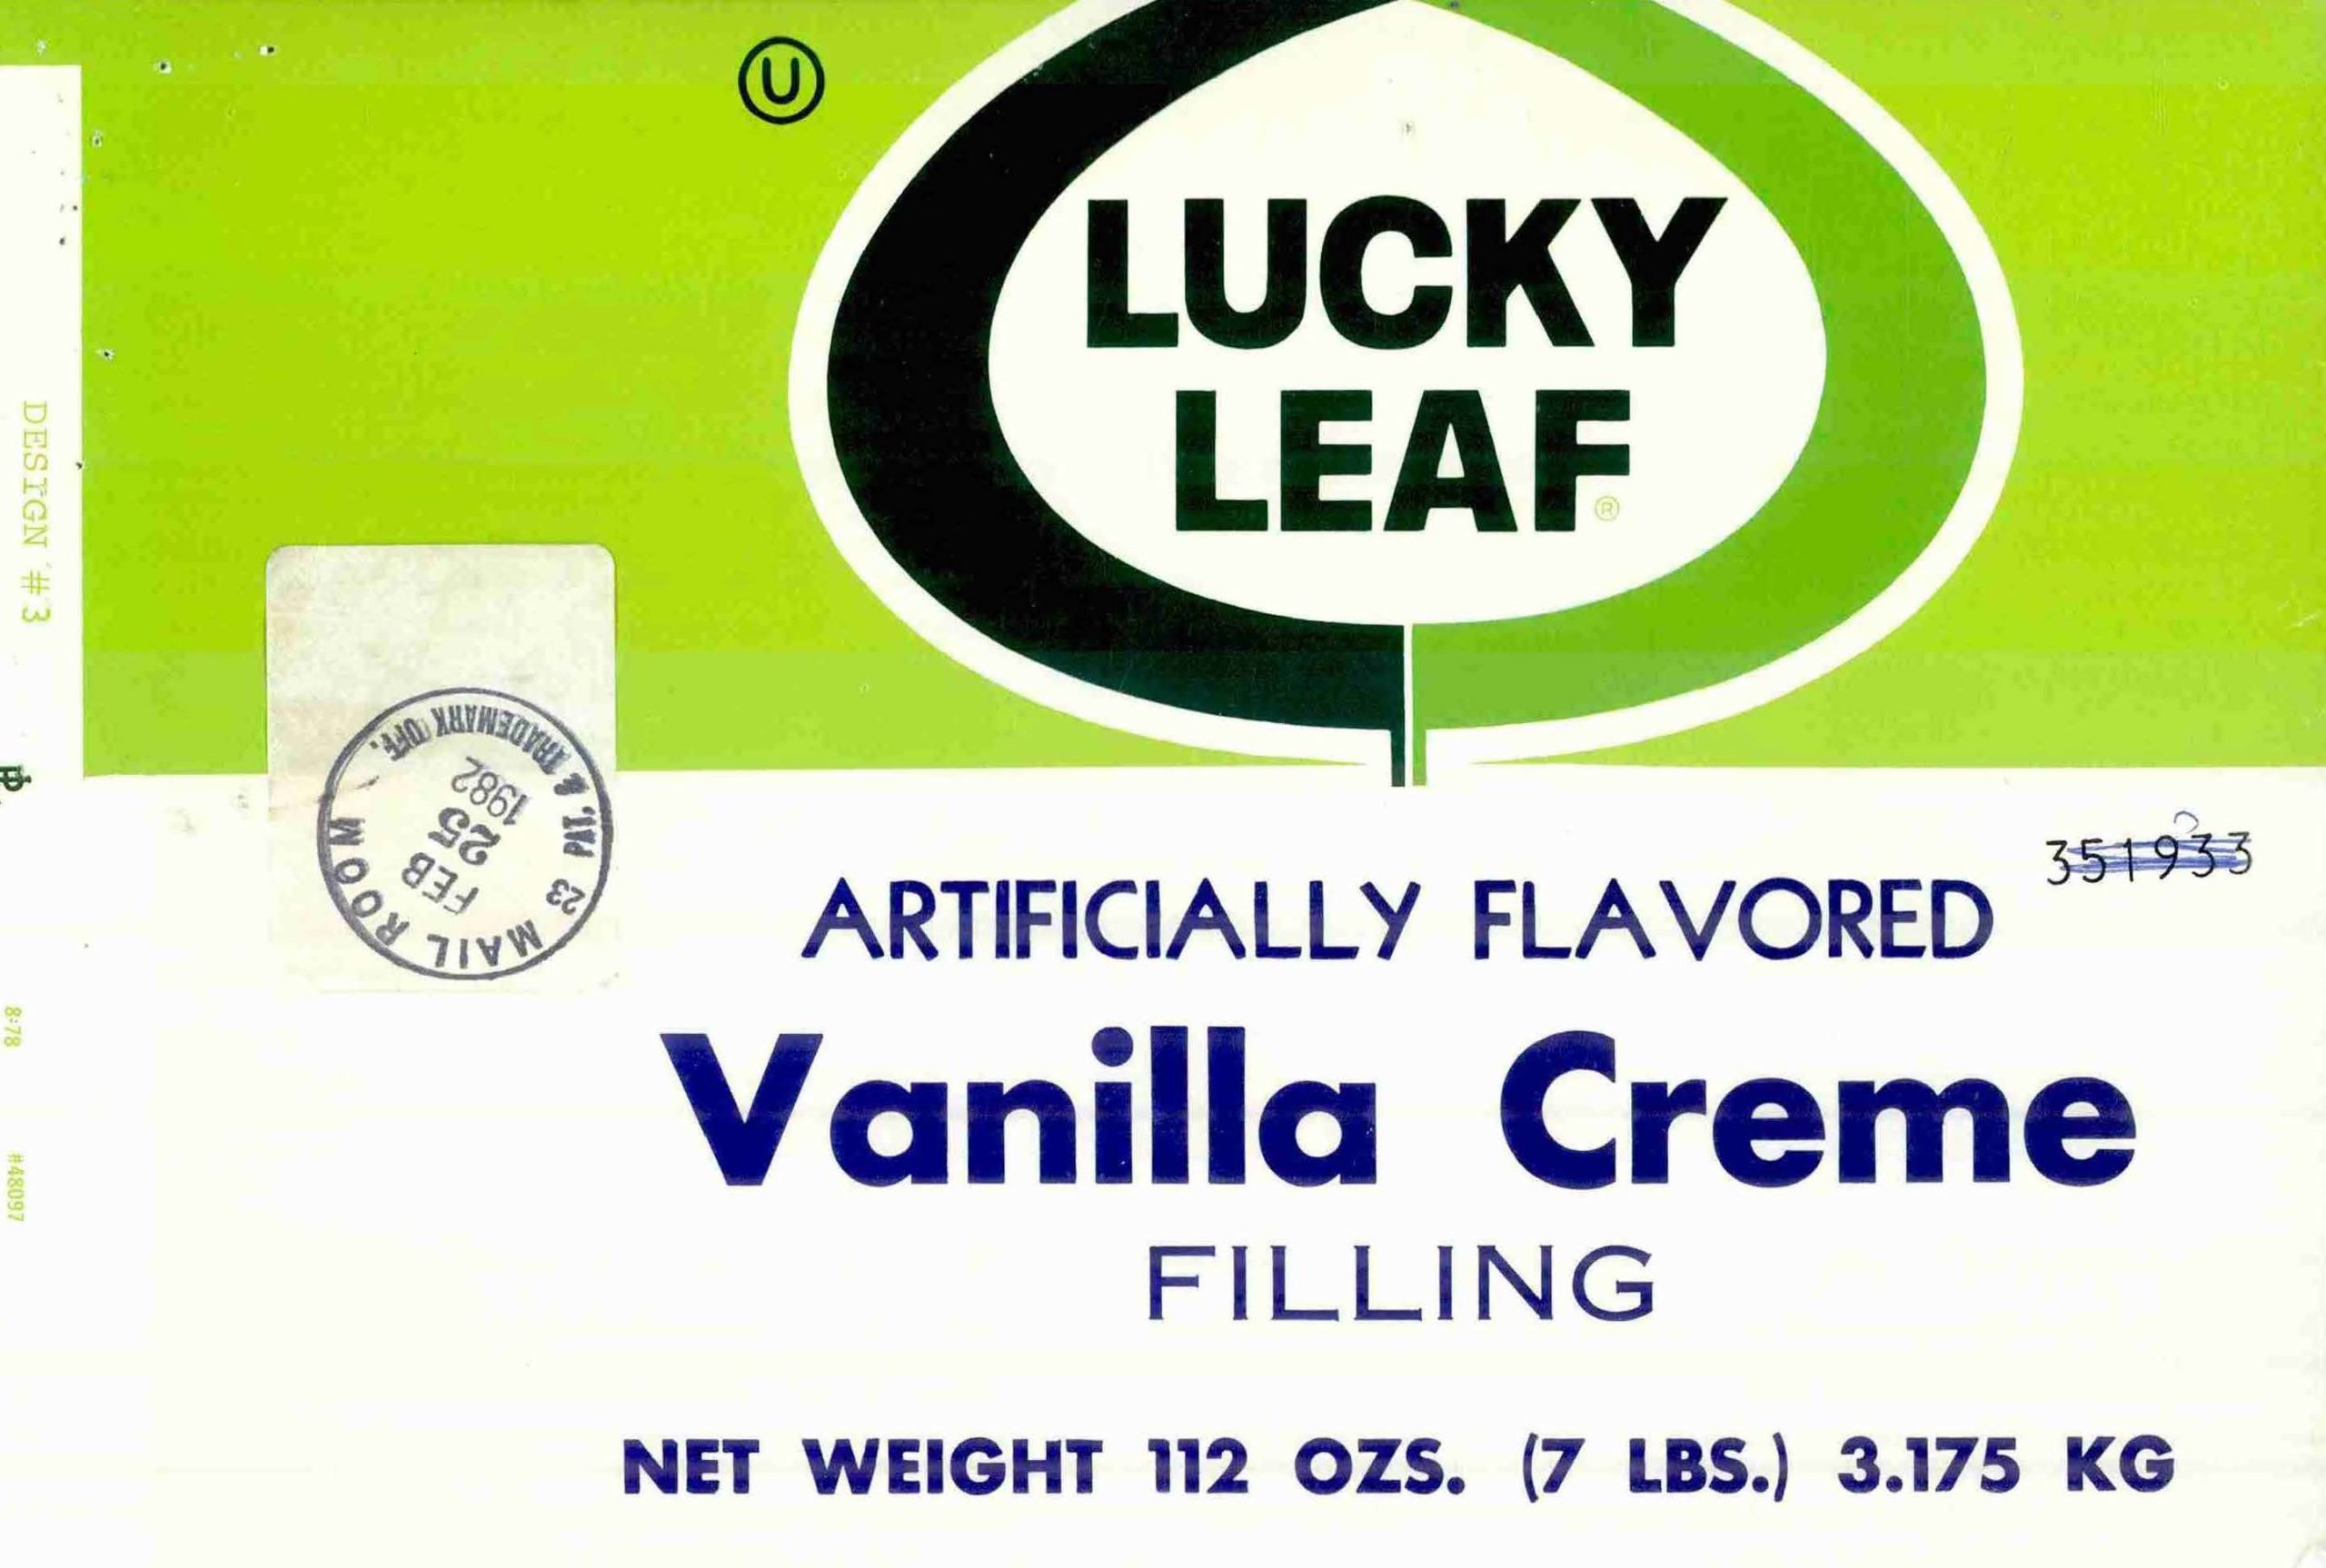 U
LUCKY
LEAF®
DESIGN #3
PAT. & TRADEMARK OFF.
FEB
25
1982
23 MAIL ROOM
351933
ARTIFICIALLY FLAVORED
Vanilla Creme
FILLING
NET WEIGHT 112 OZS. (7 LBS.) 3.175 KG
8:78
#48097